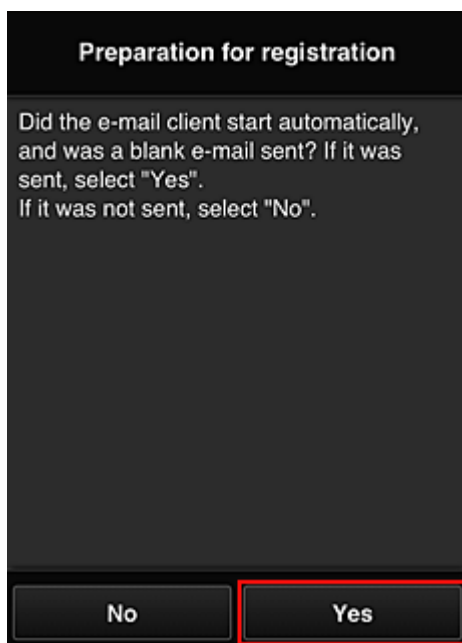 Preparation for registration
Did the e-mail client start automatically,
and was a blank e-mail sent? If it was
sent, select "Yes".
If it was not sent, select "No".
No
Yes